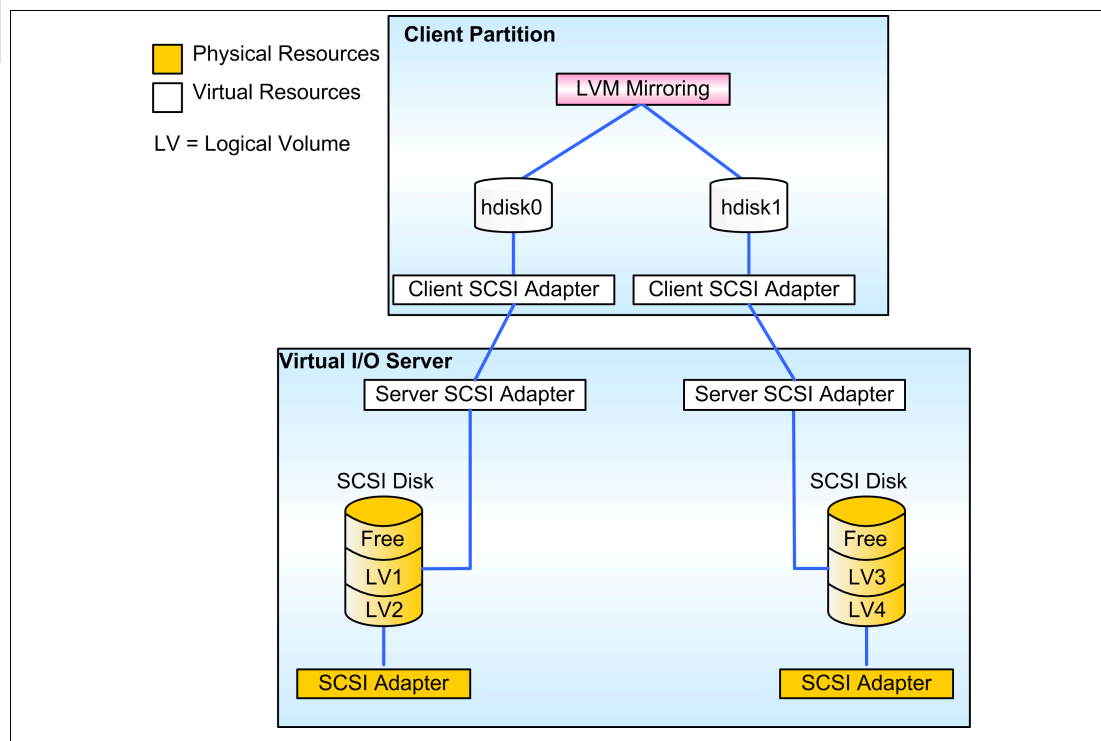 Physical Resources
Virtual Resources
LV = Logical Volume
Client Partition
LVM Mirroring
hdisk0
hdisk1
Client SCSI Adapter
Client SCSI Adapter
Virtual I/O Server
Server SCSI Adapter
Server SCSI Adapter
SCSI Disk
SCSI Disk
Free
LV1
LV2
Free
LV3
LV4
SCSI Adapter
SCSI Adapter